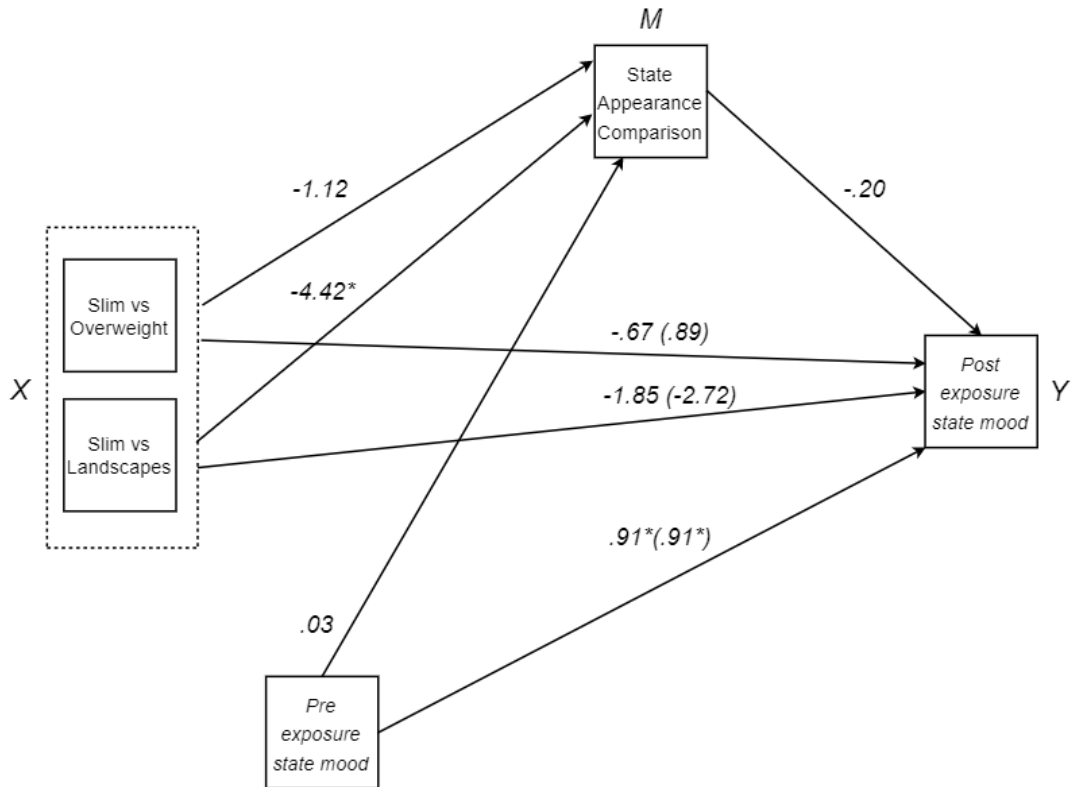 M
State
Appearance
Comparison
-1.12
-.20
-4.42*
Slim vs
Overweight
-.67 (.89)
X
Post
exposure
state mood
Y
-1.85 (-2.72)
Slim vs
Landscapes
.91*(.91*)
.03
Pre
exposure
state mood